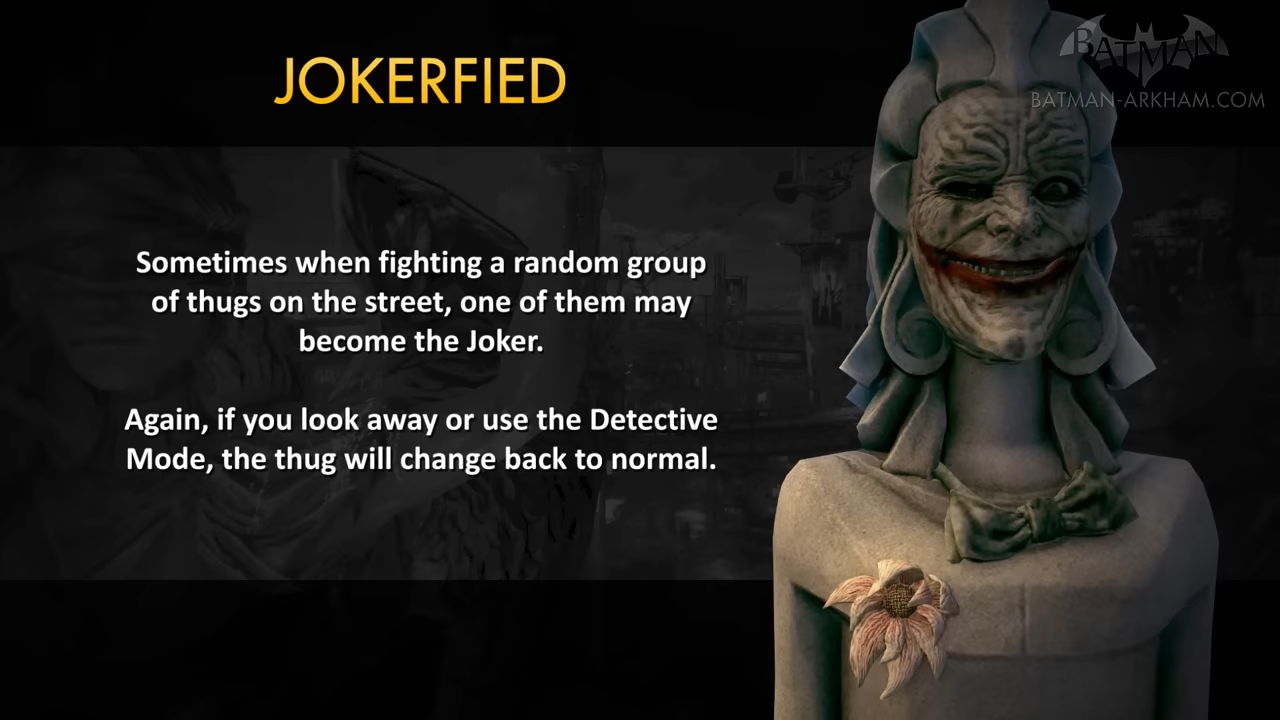 BATMAN
BATMAN-ARKHAM.COM
JOKERFIED
Sometimes when fighting a random group
of thugs on the street, one of them may
become the Joker.
Again, if you look away or use the Detective
Mode, the thug will change back to normal.